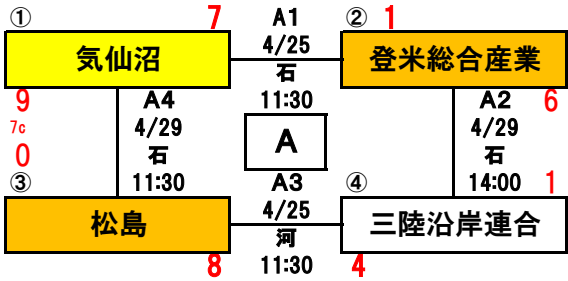 ① 7 A1 ② 1
気仙沼 4/25 登米総合産業
石
11:30
9 A4 A2 6
7c 4/29 A 4/29
0 石 石
③ 11:30 A3 ④ 14:00 1
松島 4/25 三陸沿岸連合
河
8 11:30 4